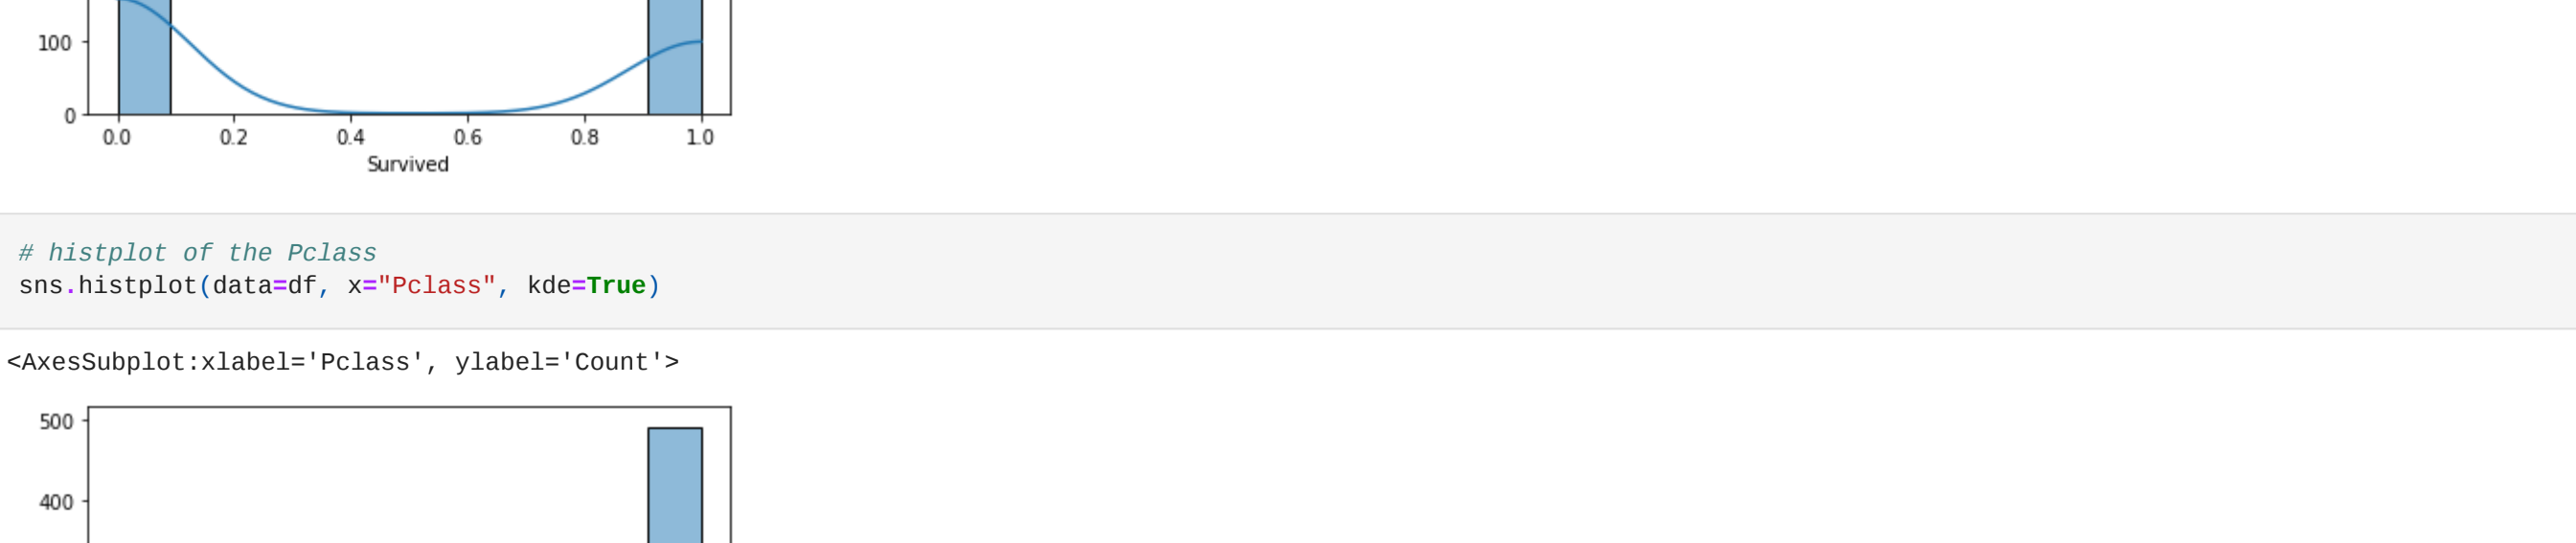 100
0
0.0 0.2 0.4 0.6 0.8 1.0
Survived
# histplot of the Pclass
sns.histplot(data=df, x="Pclass", kde=True)
<AxesSubplot:xlabel='Pclass', ylabel='Count'>
500
400